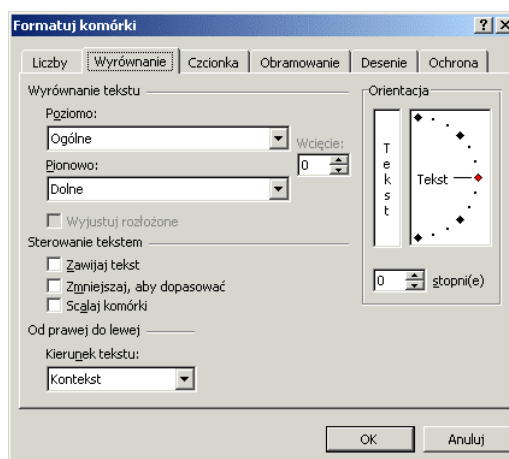 Formatuj komórki
Liczby Wyrównanie Czcionka Obramowanie Desenie Ochrona
Wyrównanie tekstu
Poziomo:
Ogólne
Wcięcie:
0
Pionowo:
Dolne
Wyjustuj rozłożone
Sterowanie tekstem
Zawijaj tekst
Zmniejszaj, aby dopasować
Scalaj komórki
Od prawej do lewej
Kierunek tekstu:
Kontekst
Orientacja
Tekst
Tekst
0 stopni(e)
OK Anuluj